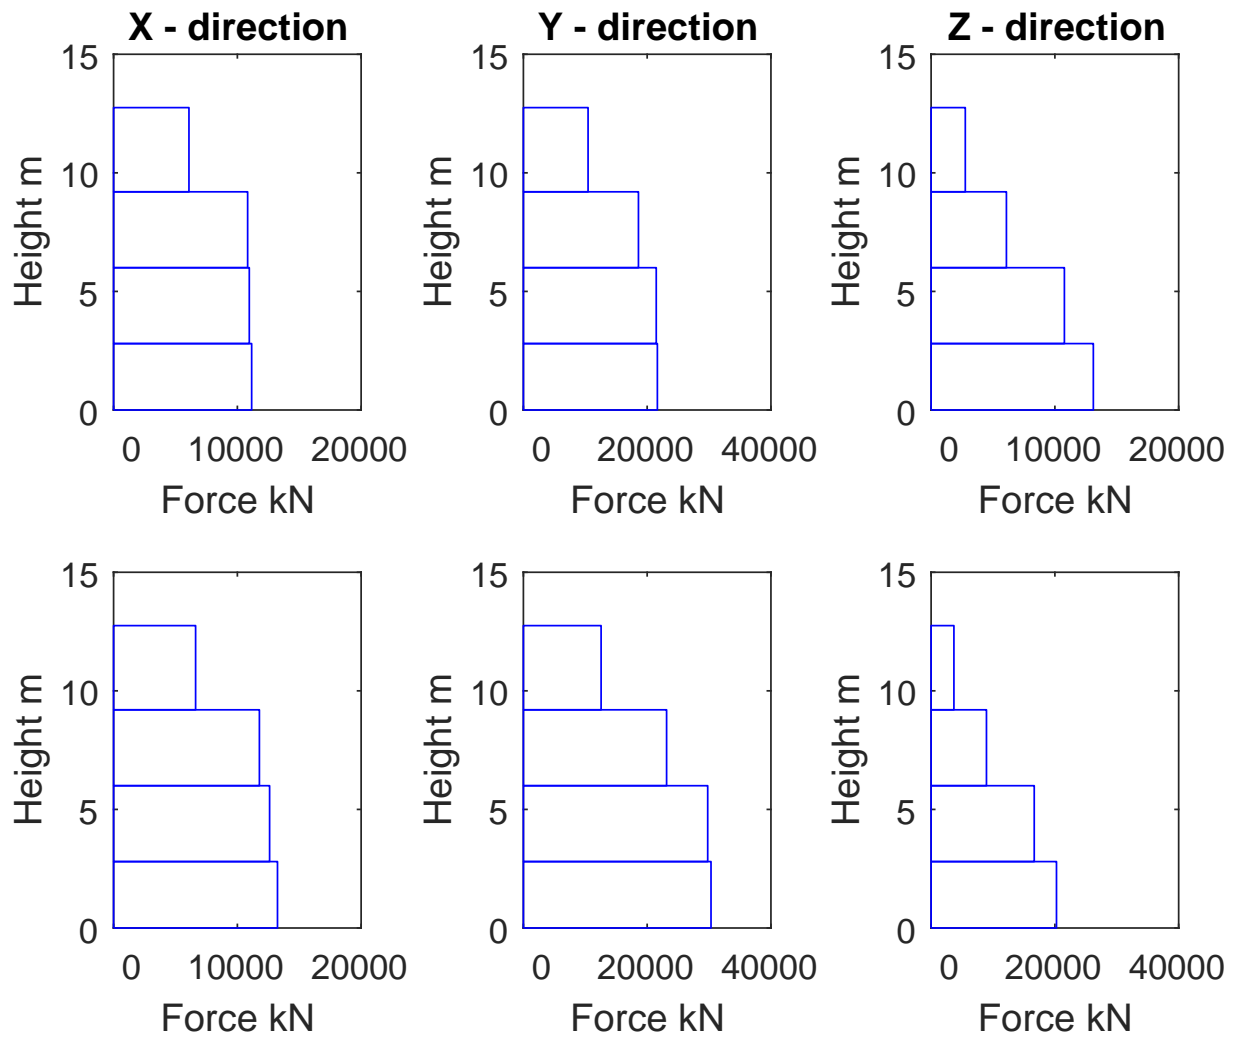 X - direction
Y - direction
Z - direction
15
10
5
0
Height m
0 10000 20000
Force kN
15
10
5
0
Height m
0 20000 40000
Force kN
15
10
5
0
Height m
0 10000 20000
Force kN
15
10
5
0
Height m
0 10000 20000
Force kN
15
10
5
0
Height m
0 20000 40000
Force kN
15
10
5
0
Height m
0 20000 40000
Force kN